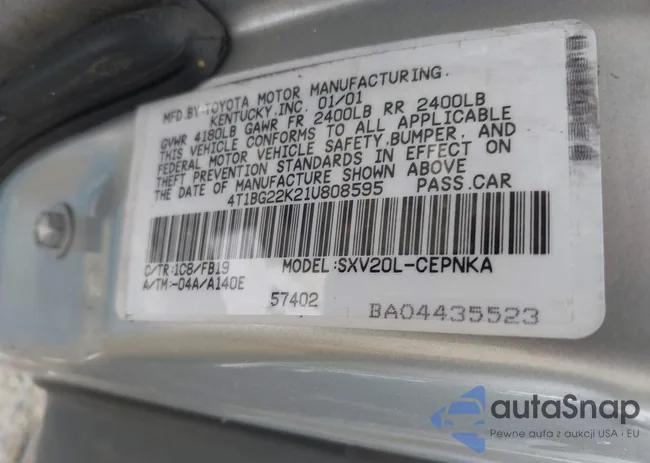 MFD.BY-TOYOTA MOTOR MANUFACTURING.
KENTUCKY,INC. 01/01
GVWR 4180LB GAWR FR 2400LB RR 2400LB
THIS VEHICLE CONFORMS TO ALL APPLICABLE
FEDERAL MOTOR VEHICLE SAFETY,BUMPER, AND
THEFT PREVENTION STANDARDS IN EFFECT ON
THE DATE OF MANUFACTURE SHOWN ABOVE
4T1BG22K21U808595 PASS.CAR
C/TR:1C8/FB19 MODEL:SXV20L-CEPNKA
A/TM:-04A/A140E
57402
BA04435523
autaSnap
Pewne auta z aukcji USA i EU